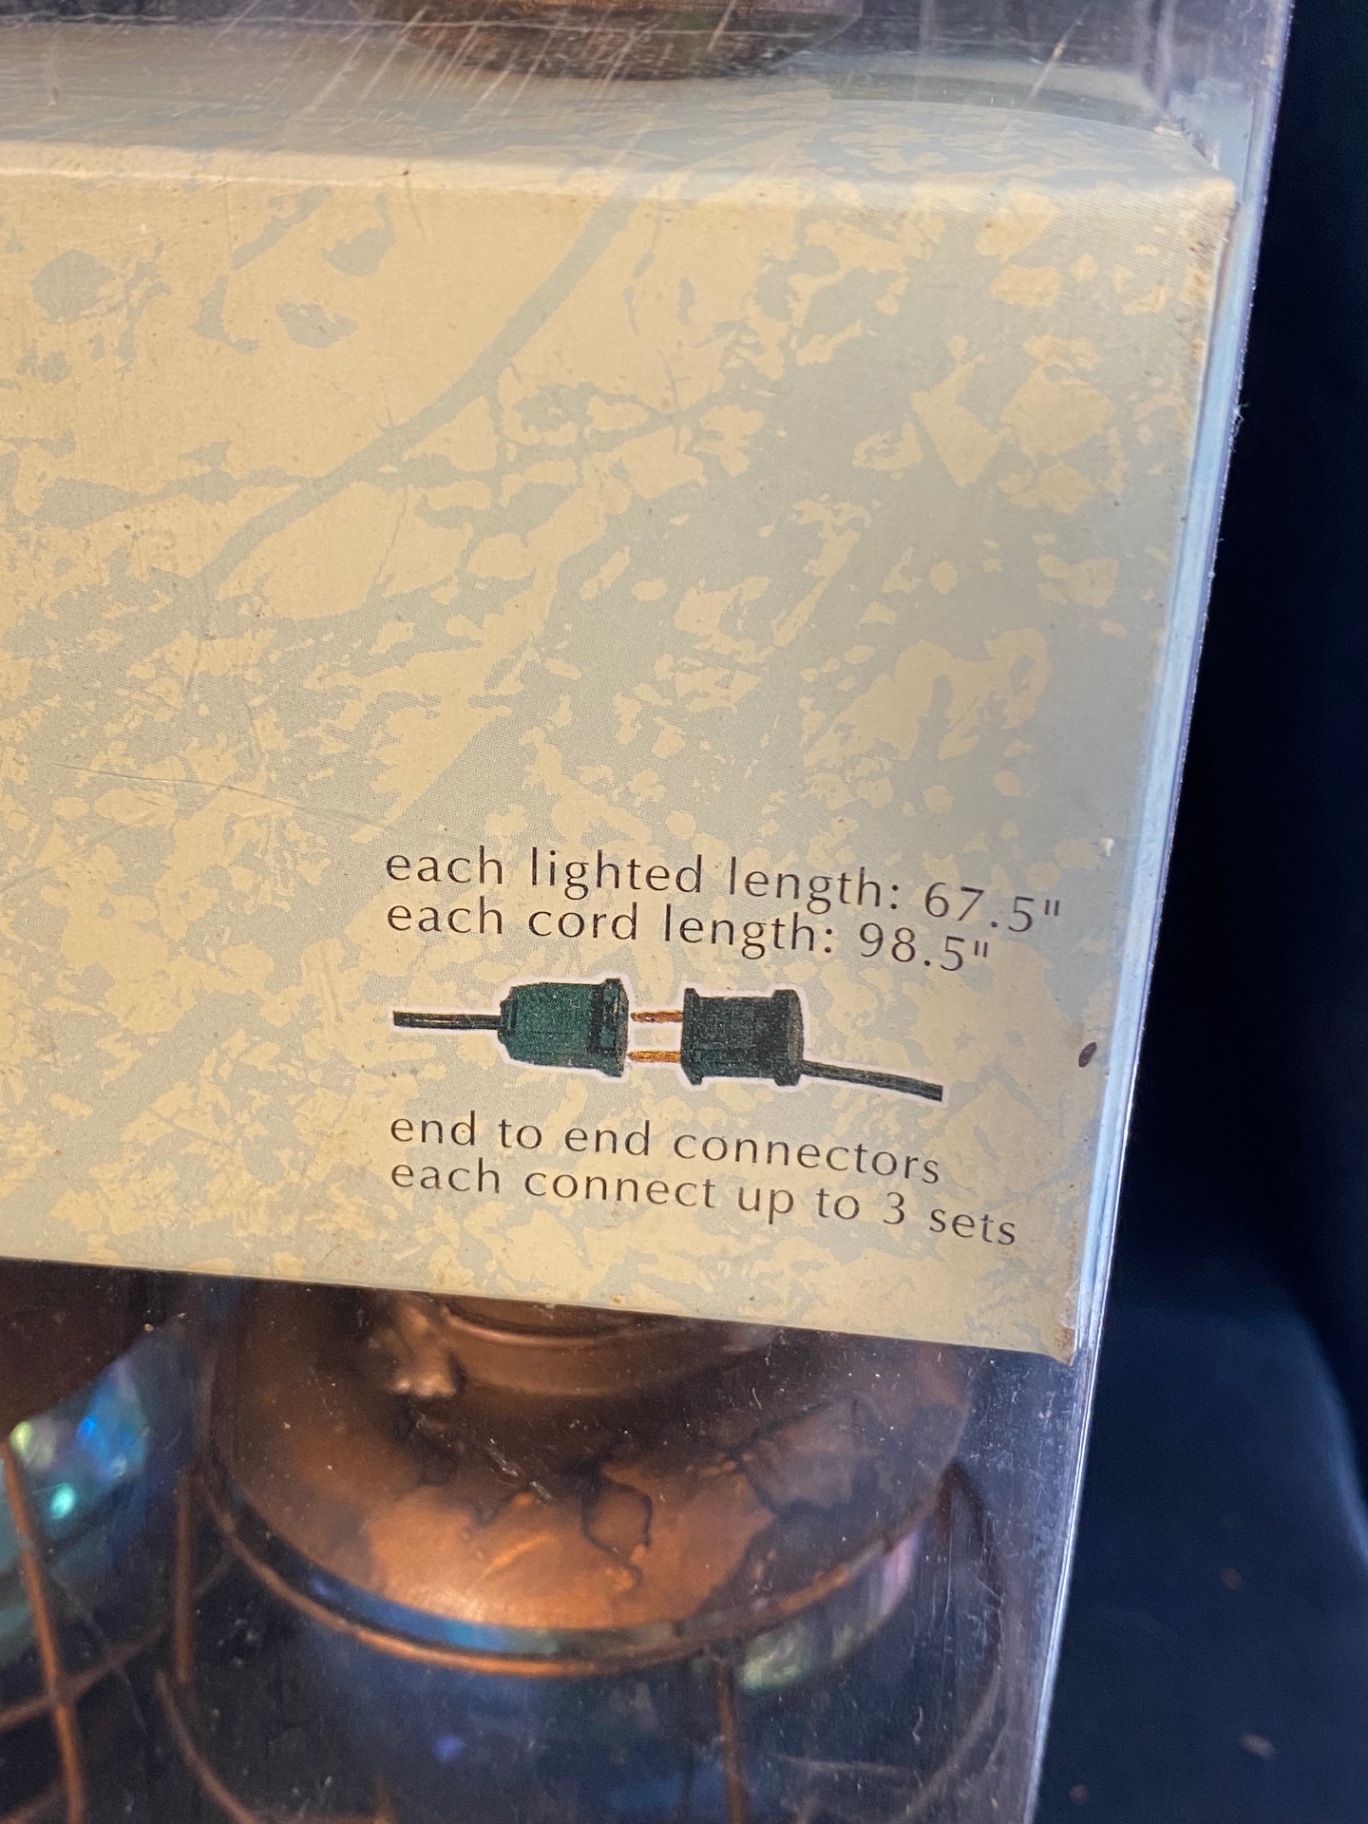 each lighted length: 67.5"
each cord length: 98.5"
end to end connectors
each connect up to 3 sets